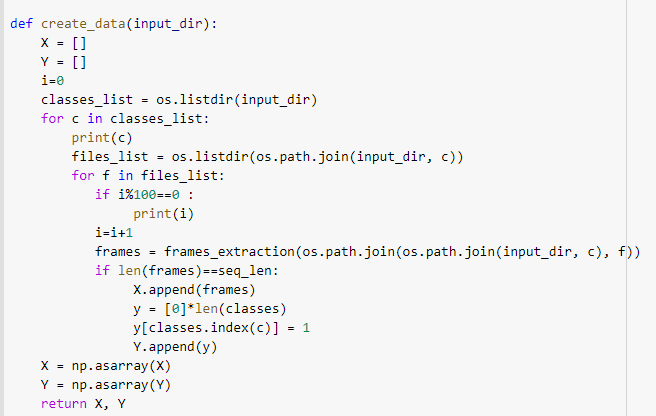 def create_data(input_dir):
    X = []
    Y = []
    i=0
    classes_list = os.listdir(input_dir)
    for c in classes_list:
        print(c)
        files_list = os.listdir(os.path.join(input_dir, c))
        for f in files_list:
           if i%100==0 :
                print(i)
           i=i+1
           frames = frames_extraction(os.path.join(os.path.join(input_dir, c), f))
           if len(frames)==seq_len:
                X.append(frames)
                y = [0]*len(classes)
                y[classes.index(c)] = 1
                Y.append(y)
    X = np.asarray(X)
    Y = np.asarray(Y)
    return X, Y